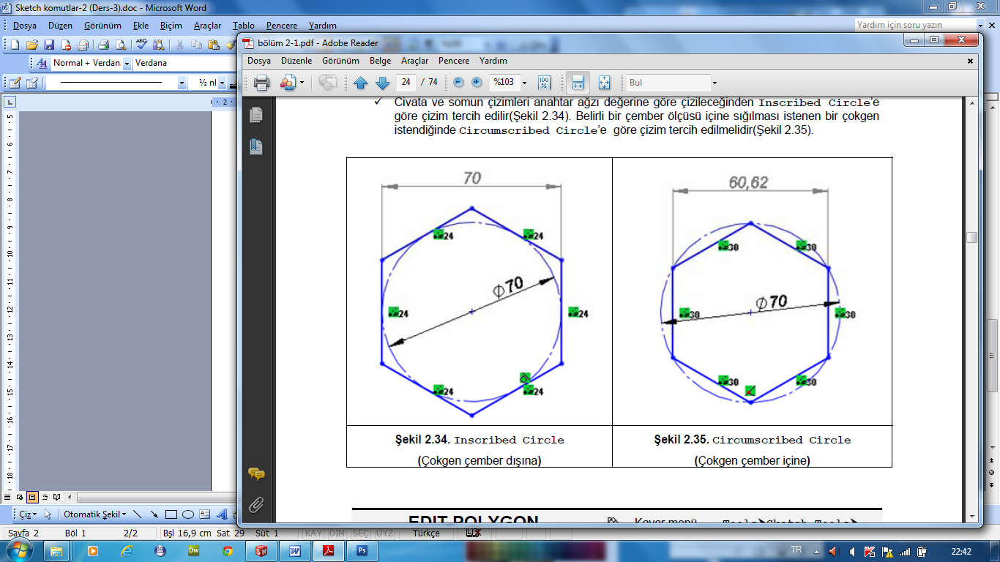 Sketch komutlar-2 (Ders-3).doc - Microsoft Word
Dosya Düzen Görünüm Ekle Biçim Araçlar Tablo Pencere Yardım
Yardım için soru yazın
Normal + Verdan
Verdana
½ nl
bölüm 2-1.pdf - Adobe Reader
Dosya Düzenle Görünüm Belge Araçlar Pencere Yardım
24 / 74
%103
Bul
✓ Civata ve somun çizimleri anahtar ağzı değerine göre çizileceğinden Inscribed Circle’e
göre çizim tercih edilir(Şekil 2.34). Belirli bir çember ölçüsü içine sığılması istenen bir çokgen
istendiğinde Circumscribed Circle’e göre çizim tercih edilmelidir(Şekil 2.35).
70
24
24
Ø70
24
24
24
24
60,62
30
30
Ø70
30
30
30
30
Şekil 2.34. Inscribed Circle
(Çokgen çember dışına)
Şekil 2.35. Circumscribed Circle
(Çokgen çember içine)
EDIT POLYGON
Kayar menü
Tools➤Sketch Tools➤
Çiz
Otomatik Şekil
Sayfa 2 Böl 1 2/2 Bşl 16,9 cm Sat 29 Süt 1 KAY DIM SEÇ ÜYZ Türkçe
TR
22:42